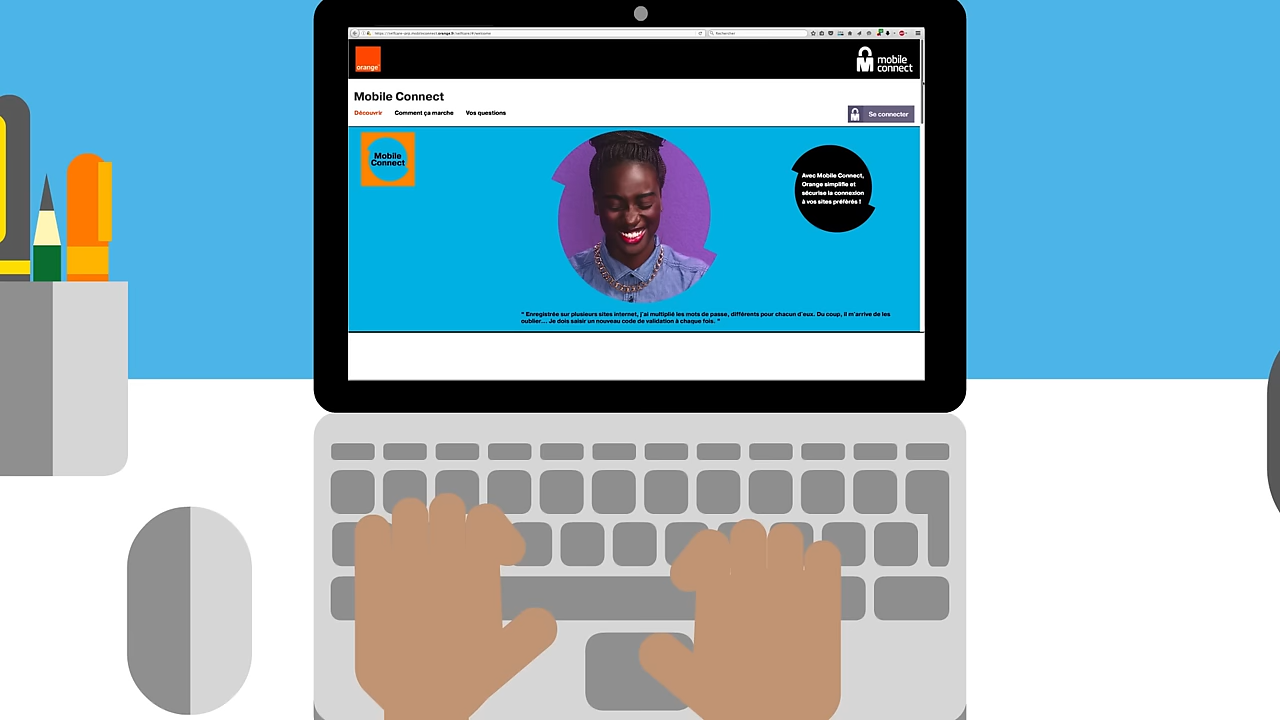 Rechercher
orange
mobile
connect
Mobile Connect
Découvrir Comment ça marche Vos questions
Se connecter
Mobile
Connect
Avec Mobile Connect,
Orange simplifie et
sécurise la connexion
à vos sites préférés !
" Enregistrée sur plusieurs sites internet, j'ai multiplié les mots de passe, différents pour chacun d'eux. Du coup, il m'arrive de les
oublier... Je dois saisir un nouveau code de validation à chaque fois. "